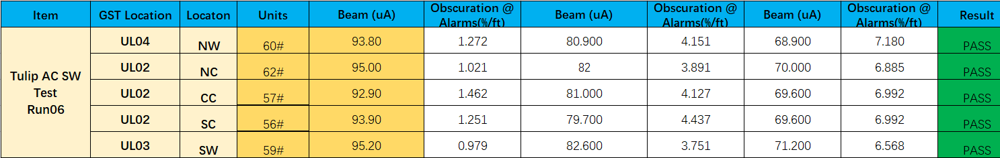 Item GST Location Locaton Units Beam (uA) Obscuration @ Alarms(%/ft) Beam (uA) Obscuration @ Alarms(%/ft) Beam (uA) Obscuration @ Alarms(%/ft) Result
Tulip AC SW
Test
Run06
UL04 NW 60# 93.80 1.272 80.900 4.151 68.900 7.180 PASS
UL02 NC 62# 95.00 1.021 82 3.891 70.000 6.885 PASS
UL02 CC 57# 92.90 1.462 81.000 4.127 69.600 6.992 PASS
UL02 SC 56# 93.90 1.251 79.700 4.437 69.600 6.992 PASS
UL03 SW 59# 95.20 0.979 82.600 3.751 71.200 6.568 PASS